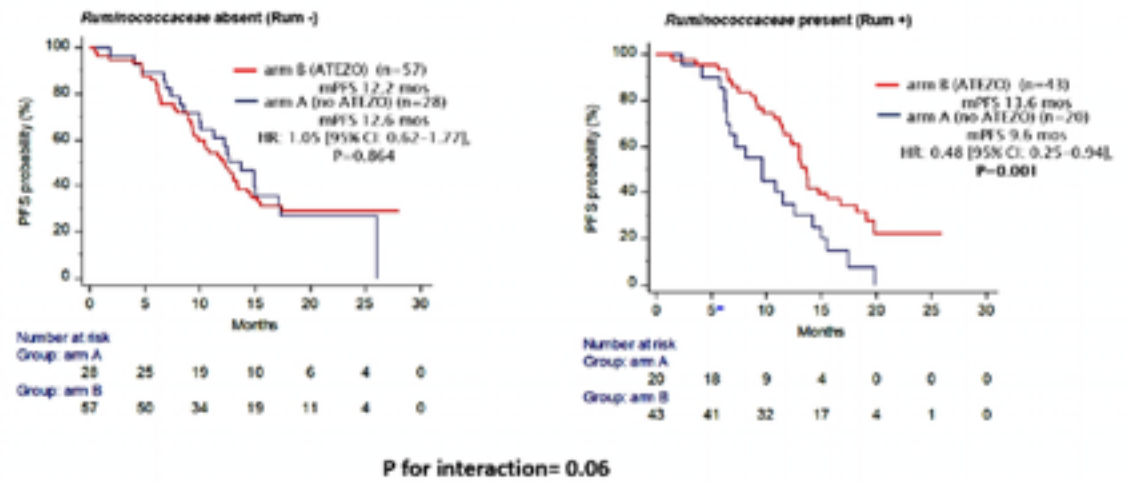 Ruminococcaceae absent (Rum -)
PFS probability (%)
100
80
60
40
20
0
arm B (ATEZO) (n=57)
mPFS 12.2 mos
arm A (no ATEZO) (n=28)
mPFS 12.6 mos
HR: 1.05 [95% CI: 0.62-1.77],
P=0.864
0 5 10 15 20 25 30
Months
Number at risk
Group: arm A
28 25 19 10 6 4 0
Group: arm B
57 50 34 19 11 4 0
Ruminococcaceae present (Rum +)
PFS probability (%)
100
80
60
40
20
0
arm B (ATEZO) (n=43)
mPFS 13.6 mos
arm A (no ATEZO) (n=20)
mPFS 9.6 mos
HR: 0.48 [95% CI: 0.25-0.94],
P=0.001
0 5 10 15 20 25 30
Months
Number at risk
Group: arm A
20 18 9 4 0 0 0
Group: arm B
43 41 32 17 4 1 0
P for interaction= 0.06